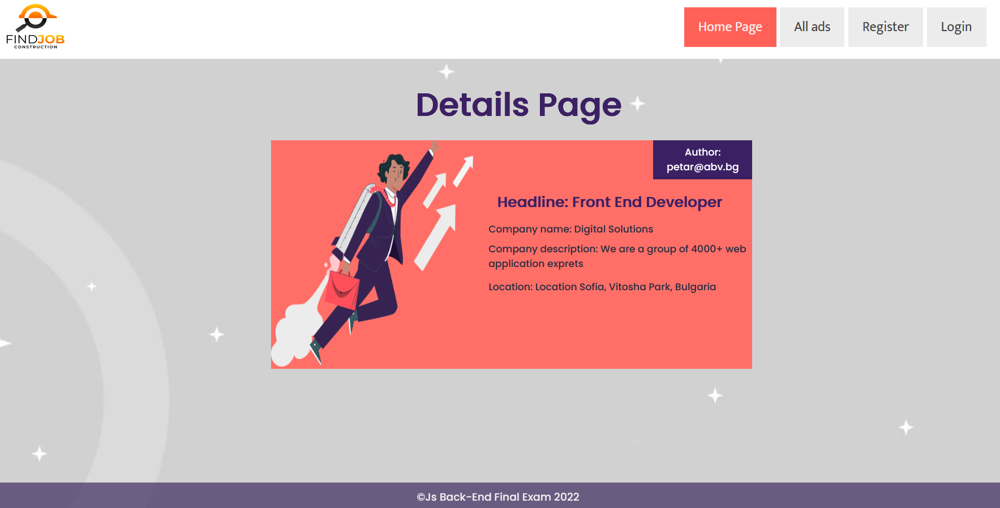 FINDJOB
CONSTRUCTION
Home Page
All ads
Register
Login
Details Page
Author:
petar@abv.bg
Headline: Front End Developer
Company name: Digital Solutions
Company description: We are a group of 4000+ web
application exprets
Location: Location Sofia, Vitosha Park, Bulgaria
©Js Back-End Final Exam 2022